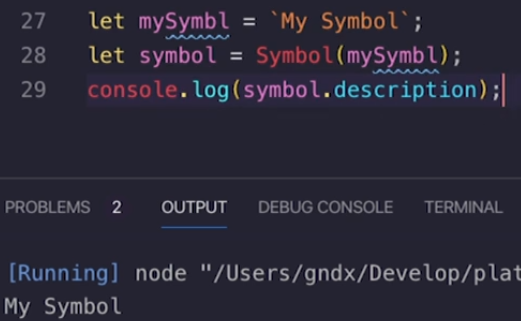 27 let mySymbl = `My Symbol`;
28 let symbol = Symbol(mySymbl);
29 console.log(symbol.description);
PROBLEMS 2 OUTPUT DEBUG CONSOLE TERMINAL
[Running] node "/Users/gndx/Develop/plat
My Symbol